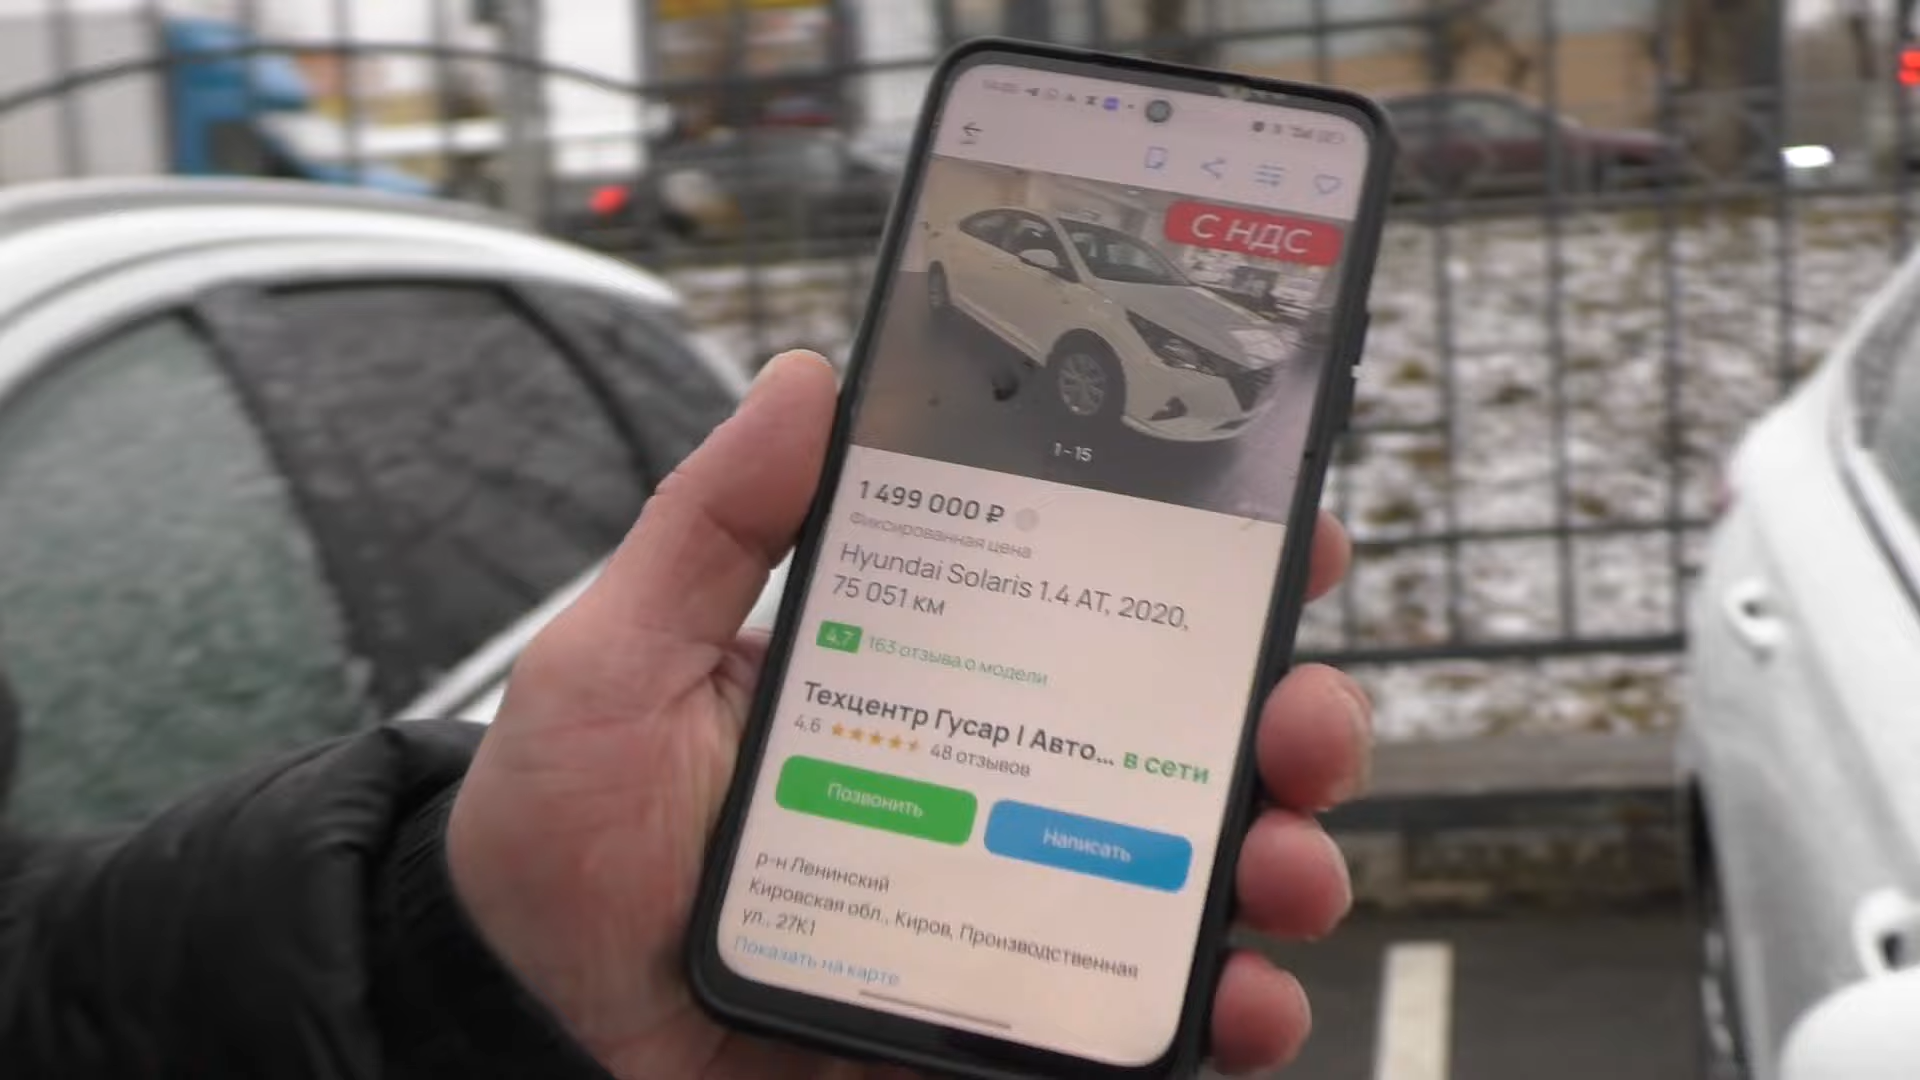 С НДС
1-15
1 499 000 ₽
Фиксированная цена
Hyundai Solaris 1.4 AT, 2020,
75 051 км
4.7 163 отзыва о модели
Техцентр Гусар | Авто... в сети
4.6 48 отзывов
Позвонить Написать
р-н Ленинский
Кировская обл., Киров, Производственная
ул., 27К1
Показать на карте